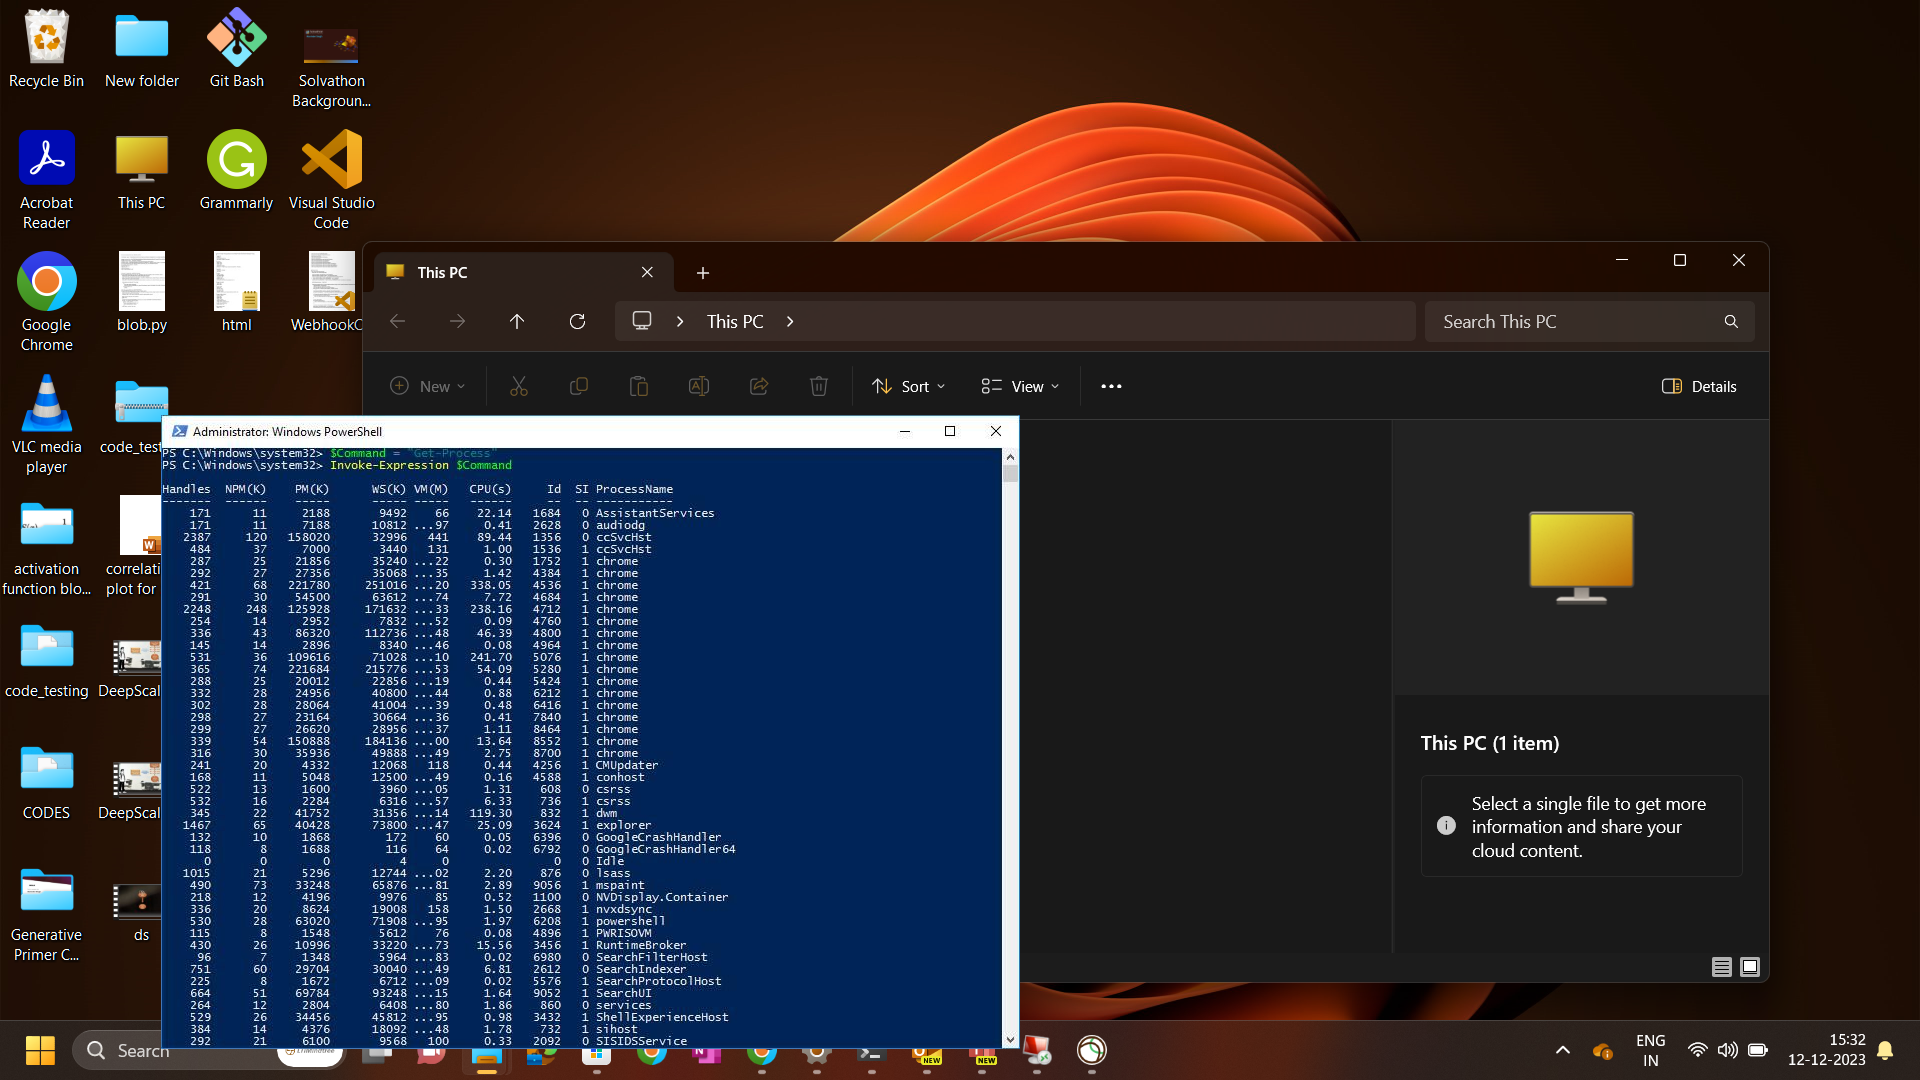 Recycle Bin
New folder
Git Bash
Solvathon
Backgroun...
Acrobat
Reader
This PC
Grammarly
Visual Studio
Code
Google
Chrome
blob.py
html
WebhookC
VLC media
player
code_test
activation
function blo...
correlati
plot for
code_testing
DeepScal
CODES
DeepScal
Generative
Primer C...
ds
This PC
This PC
Search This PC
New
Sort
View
Details
This PC (1 item)
Select a single file to get more
information and share your
cloud content.
Administrator: Windows PowerShell
PS C:\Windows\system32> $Command = "Get-Process"
PS C:\Windows\system32> Invoke-Expression $Command
Handles NPM(K) PM(K) WS(K) VM(M) CPU(s) Id SI ProcessName
------- ------ ----- ----- ----- ------ -- -- -----------
171 11 2188 9492 66 22.14 1684 0 AssistantServices
171 11 7188 10812 ...97 0.41 2628 0 audiodg
2387 120 158020 32996 441 89.44 1356 0 ccSvcHst
484 37 7000 3440 131 1.00 1536 1 ccSvcHst
287 25 21856 35240 ...22 0.30 1752 1 chrome
292 27 27356 35068 ...35 1.42 4384 1 chrome
421 68 221780 251016 ...20 338.05 4536 1 chrome
291 30 54500 63612 ...74 7.72 4684 1 chrome
2248 248 125928 171632 ...33 238.16 4712 1 chrome
254 14 2952 7832 ...52 0.09 4760 1 chrome
336 43 86320 112736 ...48 46.39 4800 1 chrome
145 14 2896 8340 ...46 0.08 4964 1 chrome
531 36 109616 71028 ...10 241.70 5076 1 chrome
365 74 221684 215776 ...53 54.09 5280 1 chrome
288 25 20012 22856 ...19 0.44 5424 1 chrome
332 28 24956 40800 ...44 0.88 6212 1 chrome
302 28 28064 41004 ...39 0.48 6416 1 chrome
298 27 23164 30664 ...36 0.41 7840 1 chrome
299 27 26620 28956 ...37 1.11 8464 1 chrome
339 54 150888 184136 ...00 13.64 8552 1 chrome
316 30 35936 49888 ...49 2.75 8700 1 chrome
241 20 4332 12068 118 0.44 4256 1 CMUpdater
168 11 5048 12500 ...49 0.16 4588 1 conhost
522 13 1600 3960 ...05 1.31 608 0 csrss
532 16 2284 6316 ...57 6.33 736 1 csrss
345 22 41752 31356 ...14 119.30 832 1 dwm
1467 65 40428 73800 ...47 25.09 3624 1 explorer
132 10 1868 172 60 0.05 6396 0 GoogleCrashHandler
118 8 1688 116 64 0.02 6792 0 GoogleCrashHandler64
0 0 0 4 0 0 0 Idle
1015 21 5296 12744 ...02 2.20 876 0 lsass
490 73 33248 65876 ...81 2.89 9056 1 mspaint
218 12 4196 9976 85 0.52 1100 0 NVDisplay.Container
336 20 8624 19008 158 1.50 2668 1 nvxdsync
530 28 63020 71908 ...95 1.97 6208 1 powershell
115 8 1548 5612 76 0.08 4896 1 PWRISOVM
430 26 10996 33220 ...73 15.56 3456 1 RuntimeBroker
96 7 1348 5964 ...83 0.02 6980 0 SearchFilterHost
751 60 29704 30040 ...49 6.81 2612 0 SearchIndexer
225 8 1672 6712 ...09 0.02 5576 1 SearchProtocolHost
664 51 69784 93248 ...15 1.64 9052 1 SearchUI
264 12 2804 6408 ...80 1.86 860 0 services
529 26 34456 45812 ...95 0.98 3432 1 ShellExperienceHost
384 14 4376 18092 ...48 1.78 732 1 sihost
292 21 6100 9568 100 0.33 2092 0 SISIDSService
Search
NEW
NEW
ENG
IN
15:32
12-12-2023